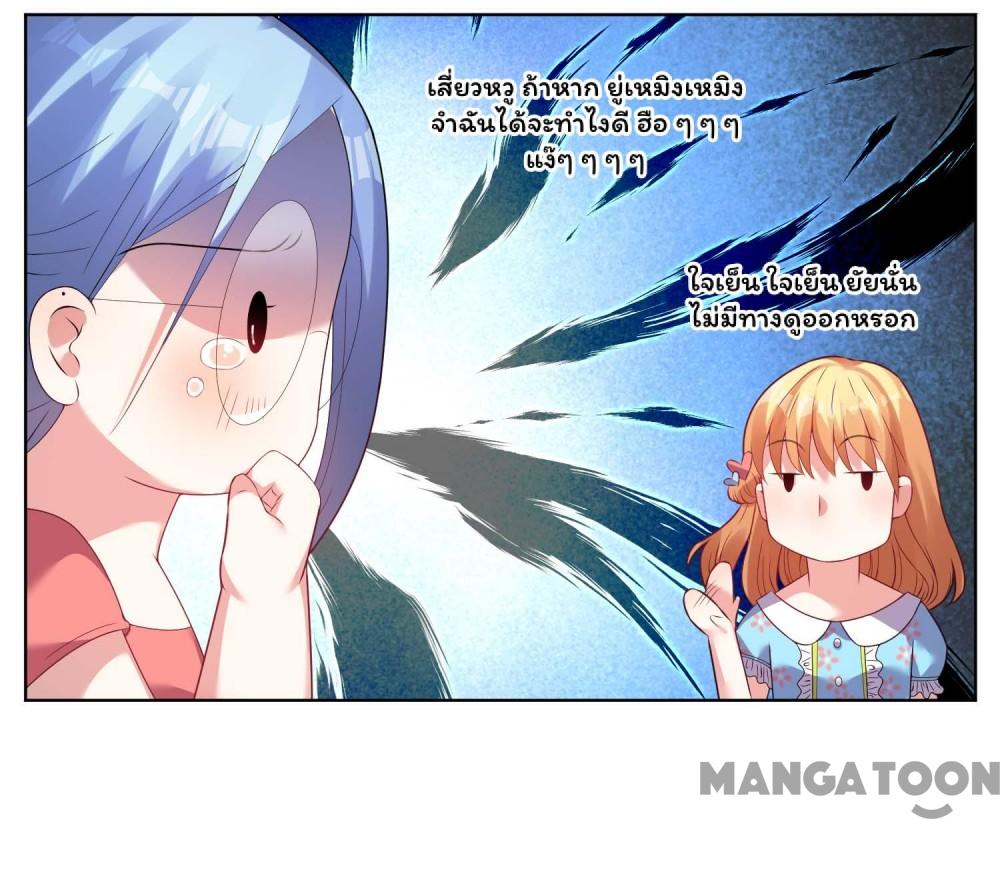 เสี่ยวหวู ถ้าหาก ยู่เหมิงเหมิง
จำฉันได้จะทำไงดี ฮือ ๆ ๆ ๆ
แง๊ๆ ๆ ๆ ๆ
ใจเย็น ใจเย็น ยัยนั่น
ไม่มีทางดูออกหรอก
MANGATOON